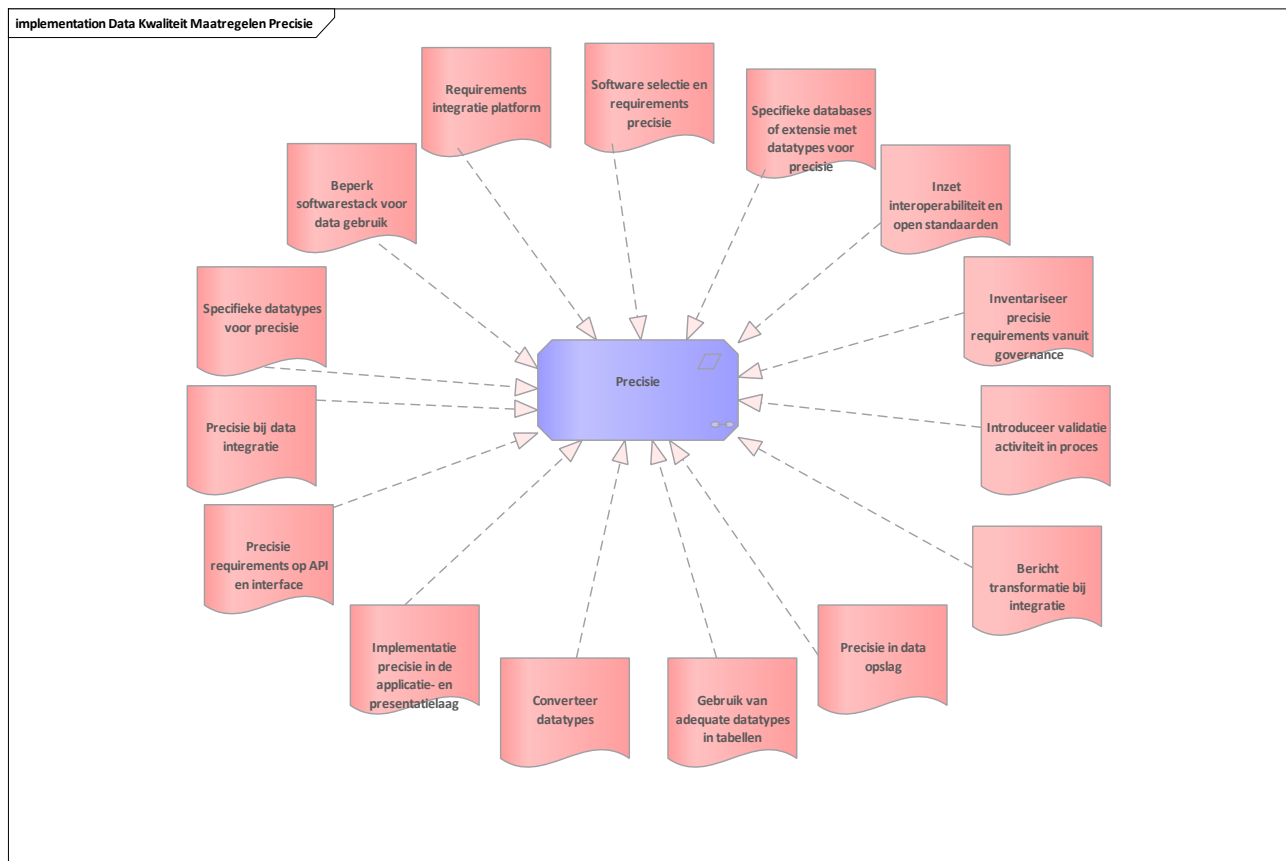 implementation Data Kwaliteit Maatregelen Precisie
Requirements
integratie platform
Software selectie en
requirements
precisie
Specifieke databases
of extensie met
datatypes voor
precisie
Beperk
softwarestack voor
data gebruik
Inzet
interoperabiliteit en
open standaarden
Specifieke datatypes
voor precisie
Inventariseer
precisie
requirements vanuit
governance
Precisie
Precisie bij data
integratie
Introduceer validatie
activiteit in proces
Precisie
requirements op API
en interface
Bericht
transformatie bij
integratie
Implementatie
precisie in de
applicatie- en
presentatielaag
Converteer
datatypes
Gebruik van
adequate datatypes
in tabellen
Precisie in data
opslag